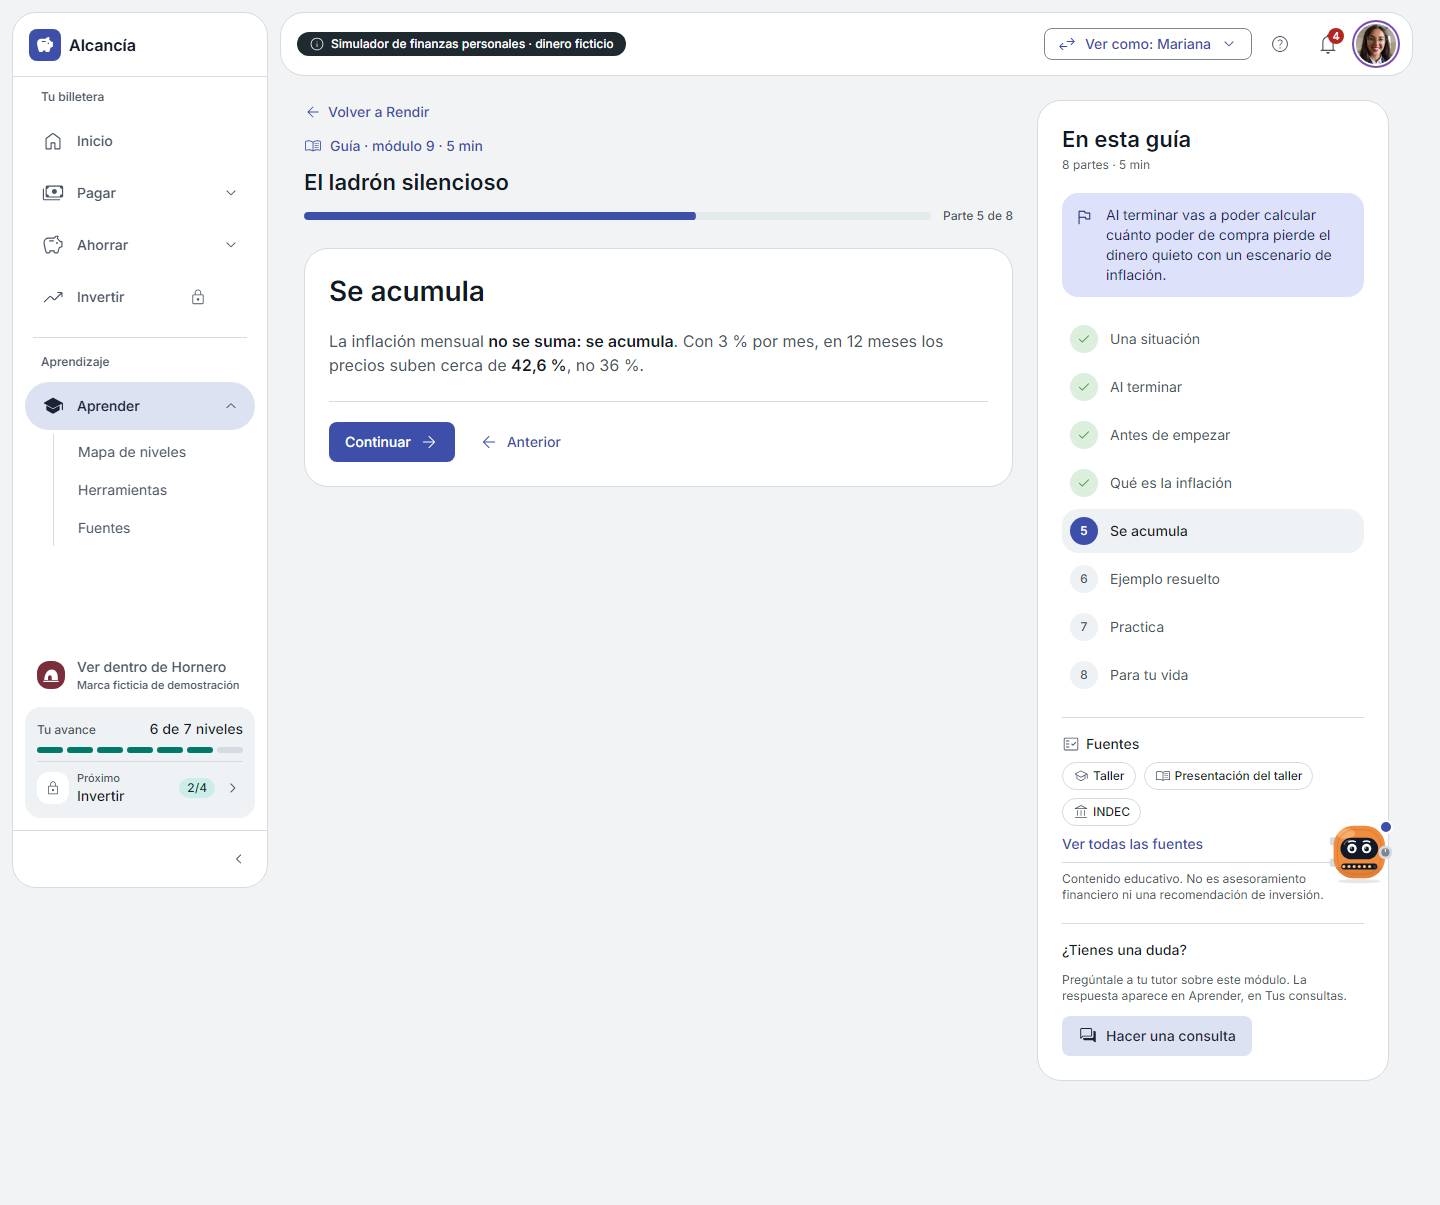 Alcancía
Simulador de finanzas personales · dinero ficticio
Ver como: Mariana
4
Tu billetera
Inicio
Pagar
Ahorrar
Invertir
Aprendizaje
Aprender
Mapa de niveles
Herramientas
Fuentes
Ver dentro de Hornero
Marca ficticia de demostración
Tu avance
6 de 7 niveles
Próximo
Invertir
2/4
Volver a Rendir
Guía · módulo 9 · 5 min
El ladrón silencioso
Parte 5 de 8
Se acumula
La inflación mensual no se suma: se acumula. Con 3 % por mes, en 12 meses los
precios suben cerca de 42,6 %, no 36 %.
Continuar
Anterior
En esta guía
8 partes · 5 min
Al terminar vas a poder calcular
cuánto poder de compra pierde el
dinero quieto con un escenario de
inflación.
Una situación
Al terminar
Antes de empezar
Qué es la inflación
5 Se acumula
6 Ejemplo resuelto
7 Practica
8 Para tu vida
Fuentes
Taller
Presentación del taller
INDEC
Ver todas las fuentes
Contenido educativo. No es asesoramiento
financiero ni una recomendación de inversión.
¿Tienes una duda?
Pregúntale a tu tutor sobre este módulo. La
respuesta aparece en Aprender, en Tus consultas.
Hacer una consulta